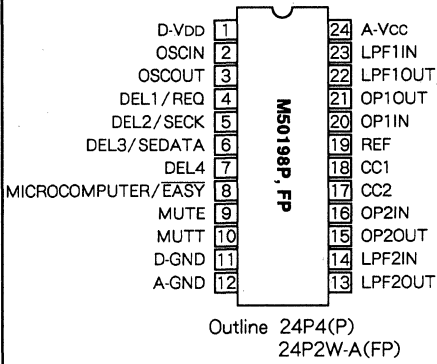 D-VDD 1 24 A-VCC
OSCIN 2 23 LPF1IN
OSCOUT 3 22 LPF1OUT
DEL1/REQ 4 21 OP1OUT
DEL2/SECK 5 20 OP1IN
DEL3/SEDATA 6 19 REF
DEL4 7 18 CC1
MICROCOMPUTER/EASY 8 17 CC2
MUTE 9 16 OP2IN
MUTT 10 15 OP2OUT
D-GND 11 14 LPF2IN
A-GND 12 13 LPF2OUT
M50198P, FP
Outline 24P4(P)
24P2W-A(FP)